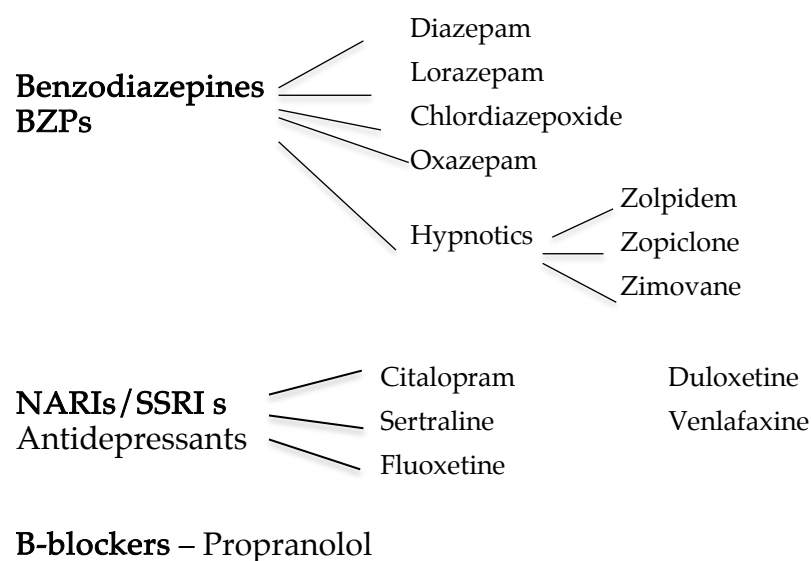 Benzodiazepines
BZPs
Diazepam
Lorazepam
Chlordiazepoxide
Oxazepam
Hypnotics
Zolpidem
Zopiclone
Zimovane
NARIs/SSRI s
Antidepressants
Citalopram
Sertraline
Fluoxetine
Duloxetine
Venlafaxine
B-blockers – Propranolol